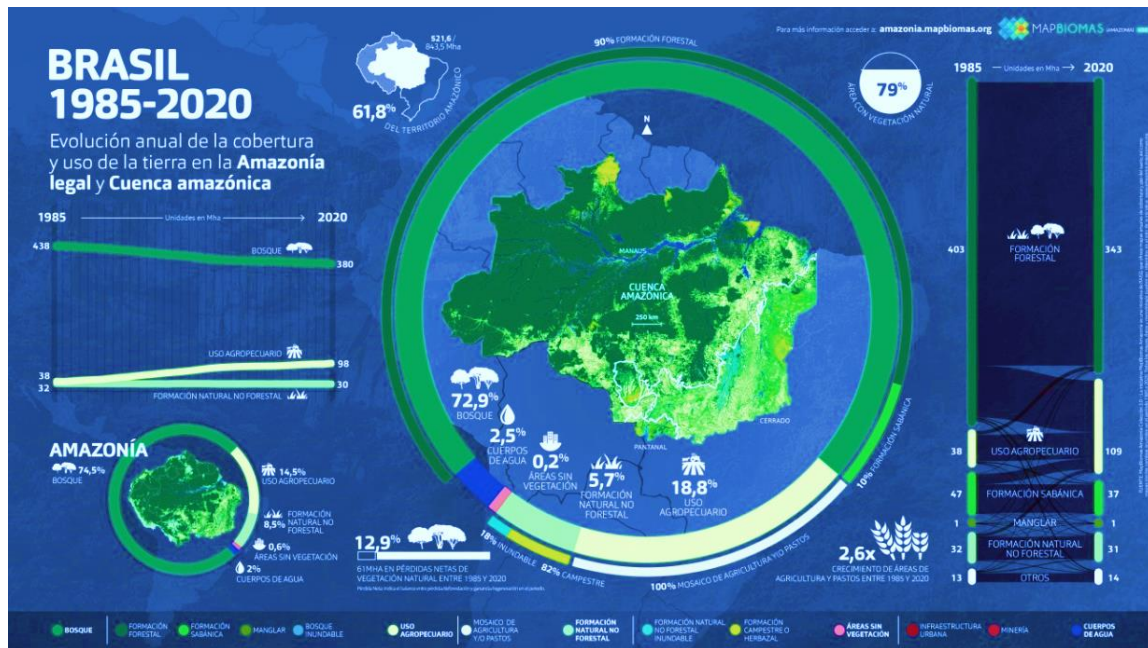 BRASIL
1985-2020
Evolución anual de la cobertura
y uso de la tierra en la Amazonía
legal y Cuenca amazónica
1985
Unidades en Mha
2020
438
BOSQUE
380
USO AGROPECUARIO
98
38
32
30
FORMACIÓN NATURAL NO FORESTAL
AMAZONÍA
74,5%
BOSQUE
14,5%
USO AGROPECUARIO
8,5%
FORMACIÓN
NATURAL NO
FORESTAL
0,6%
ÁREAS SIN
VEGETACIÓN
2%
CUERPOS DE AGUA
521,6 /
843,5 Mha
61,8%
DEL TERRITORIO AMAZÓNICO
90% FORMACIÓN FORESTAL
79%
ÁREA CON VEGETACIÓN NATURAL
N
MANAUS
CUENCA
AMAZÓNICA
250 km
CERRADO
PANTANAL
72,9%
BOSQUE
2,5%
CUERPOS
DE AGUA
0,2%
ÁREAS SIN
VEGETACIÓN
5,7%
FORMACIÓN
NATURAL NO
FORESTAL
18,8%
USO
AGROPECUARIO
10% FORMACIÓN SABÁNICA
18% INUNDABLE
82% CAMPESTRE
100% MOSAICO DE AGRICULTURA Y/O PASTOS
12,9%
61MHA EN PÉRDIDAS NETAS DE
VEGETACIÓN NATURAL ENTRE 1985 Y 2020
2,6x
CRECIMIENTO DE ÁREAS DE
AGRICULTURA Y PASTOS ENTRE 1985 Y 2020
Para más información acceder a: amazonia.mapbiomas.org
MAPBIOMAS
1985
Unidades en Mha
2020
403
FORMACIÓN
FORESTAL
343
38
USO AGROPECUARIO
109
47
FORMACIÓN SABÁNICA
37
1
MANGLAR
1
32
FORMACIÓN NATURAL
NO FORESTAL
31
13
OTROS
14
BOSQUE
FORMACIÓN
FORESTAL
FORMACIÓN
SABÁNICA
MANGLAR
BOSQUE
INUNDABLE
USO
AGROPECUARIO
MOSAICO DE
AGRICULTURA
Y/O PASTOS
FORMACIÓN
NATURAL NO
FORESTAL
FORMACIÓN NATURAL
NO FORESTAL
INUNDABLE
FORMACIÓN
CAMPESTRE O
HERBAZAL
ÁREAS SIN
VEGETACIÓN
INFRAESTRUCTURA
URBANA
MINERÍA
CUERPOS
DE AGUA